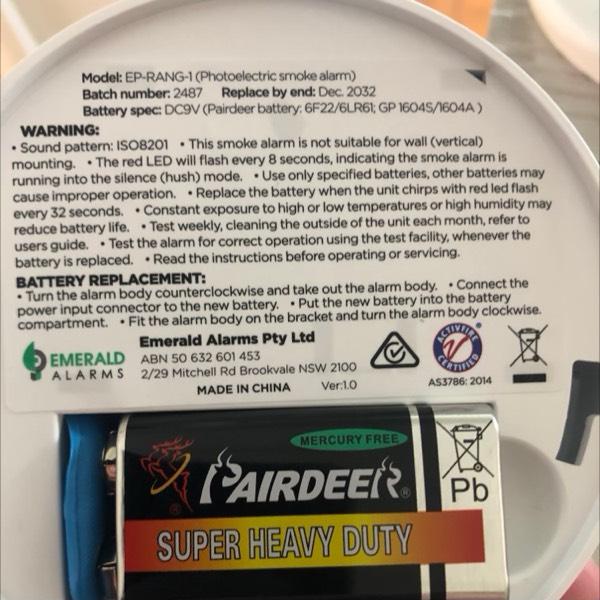 Model: EP-RANG-1 (Photoelectric smoke alarm)
Batch number: 2487 Replace by end: Dec. 2032
Battery spec: DC9V (Pairdeer battery: 6F22/6LR61; GP 1604S/1604A)
WARNING:
• Sound pattern: ISO8201 • This smoke alarm is not suitable for wall (vertical)
mounting. • The red LED will flash every 8 seconds, indicating the smoke alarm is
running into the silence (hush) mode. • Use only specified batteries, other batteries may
cause improper operation. • Replace the battery when the unit chirps with red led flash
every 32 seconds. • Constant exposure to high or low temperatures or high humidity may
reduce battery life. • Test weekly, cleaning the outside of the unit each month, refer to
users guide. • Test the alarm for correct operation using the test facility, whenever the
battery is replaced. • Read the instructions before operating or servicing.
BATTERY REPLACEMENT:
• Turn the alarm body counterclockwise and take out the alarm body. • Connect the
power input connector to the new battery. • Put the new battery into the battery
compartment. • Fit the alarm body on the bracket and turn the alarm body clockwise.
EMERALD
ALARMS
Emerald Alarms Pty Ltd
ABN 50 632 601 453
2/29 Mitchell Rd Brookvale NSW 2100
MADE IN CHINA Ver:1.0
ACTIVFIRE
CERTIFIED
AS3786: 2014
MERCURY FREE
PAIRDEER®
®
SUPER HEAVY DUTY
Pb